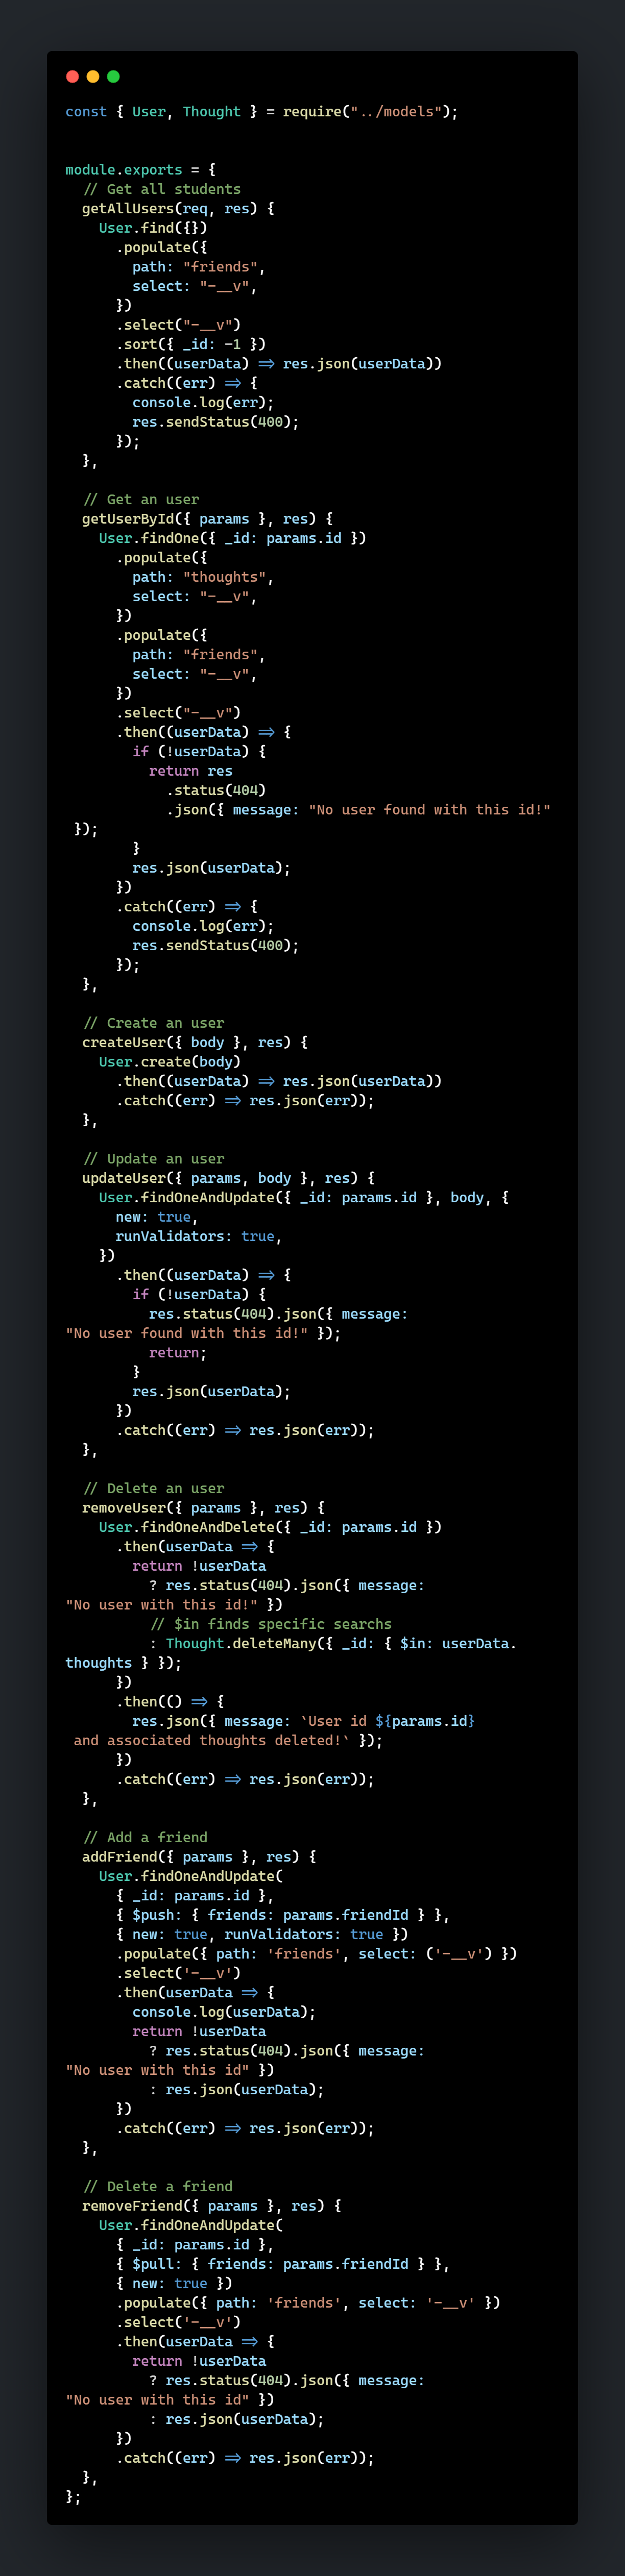 const { User, Thought } = require("../models");
module.exports = {
  // Get all students
  getAllUsers(req, res) {
    User.find({})
      .populate({
        path: "friends",
        select: "-__v",
      })
      .select("-__v")
      .sort({ _id: -1 })
      .then((userData) => res.json(userData))
      .catch((err) => {
        console.log(err);
        res.sendStatus(400);
      });
  },
  // Get an user
  getUserById({ params }, res) {
    User.findOne({ _id: params.id })
      .populate({
        path: "thoughts",
        select: "-__v",
      })
      .populate({
        path: "friends",
        select: "-__v",
      })
      .select("-__v")
      .then((userData) => {
        if (!userData) {
          return res
            .status(404)
            .json({ message: "No user found with this id!"
 });
        }
        res.json(userData);
      })
      .catch((err) => {
        console.log(err);
        res.sendStatus(400);
      });
  },
  // Create an user
  createUser({ body }, res) {
    User.create(body)
      .then((userData) => res.json(userData))
      .catch((err) => res.json(err));
  },
  // Update an user
  updateUser({ params, body }, res) {
    User.findOneAndUpdate({ _id: params.id }, body, {
      new: true,
      runValidators: true,
    })
      .then((userData) => {
        if (!userData) {
          res.status(404).json({ message:
"No user found with this id!" });
          return;
        }
        res.json(userData);
      })
      .catch((err) => res.json(err));
  },
  // Delete an user
  removeUser({ params }, res) {
    User.findOneAndDelete({ _id: params.id })
      .then(userData => {
        return !userData
          ? res.status(404).json({ message:
"No user with this id!" })
          // $in finds specific searchs
          : Thought.deleteMany({ _id: { $in: userData.
thoughts } });
      })
      .then(() => {
        res.json({ message: `User id ${params.id}
 and associated thoughts deleted!` });
      })
      .catch((err) => res.json(err));
  },
  // Add a friend
  addFriend({ params }, res) {
    User.findOneAndUpdate(
      { _id: params.id },
      { $push: { friends: params.friendId } },
      { new: true, runValidators: true })
      .populate({ path: 'friends', select: ('-__v') })
      .select('-__v')
      .then(userData => {
        console.log(userData);
        return !userData
          ? res.status(404).json({ message:
"No user with this id" })
          : res.json(userData);
      })
      .catch((err) => res.json(err));
  },
  // Delete a friend
  removeFriend({ params }, res) {
    User.findOneAndUpdate(
      { _id: params.id },
      { $pull: { friends: params.friendId } },
      { new: true })
      .populate({ path: 'friends', select: '-__v' })
      .select('-__v')
      .then(userData => {
        return !userData
          ? res.status(404).json({ message:
"No user with this id" })
          : res.json(userData);
      })
      .catch((err) => res.json(err));
  },
};